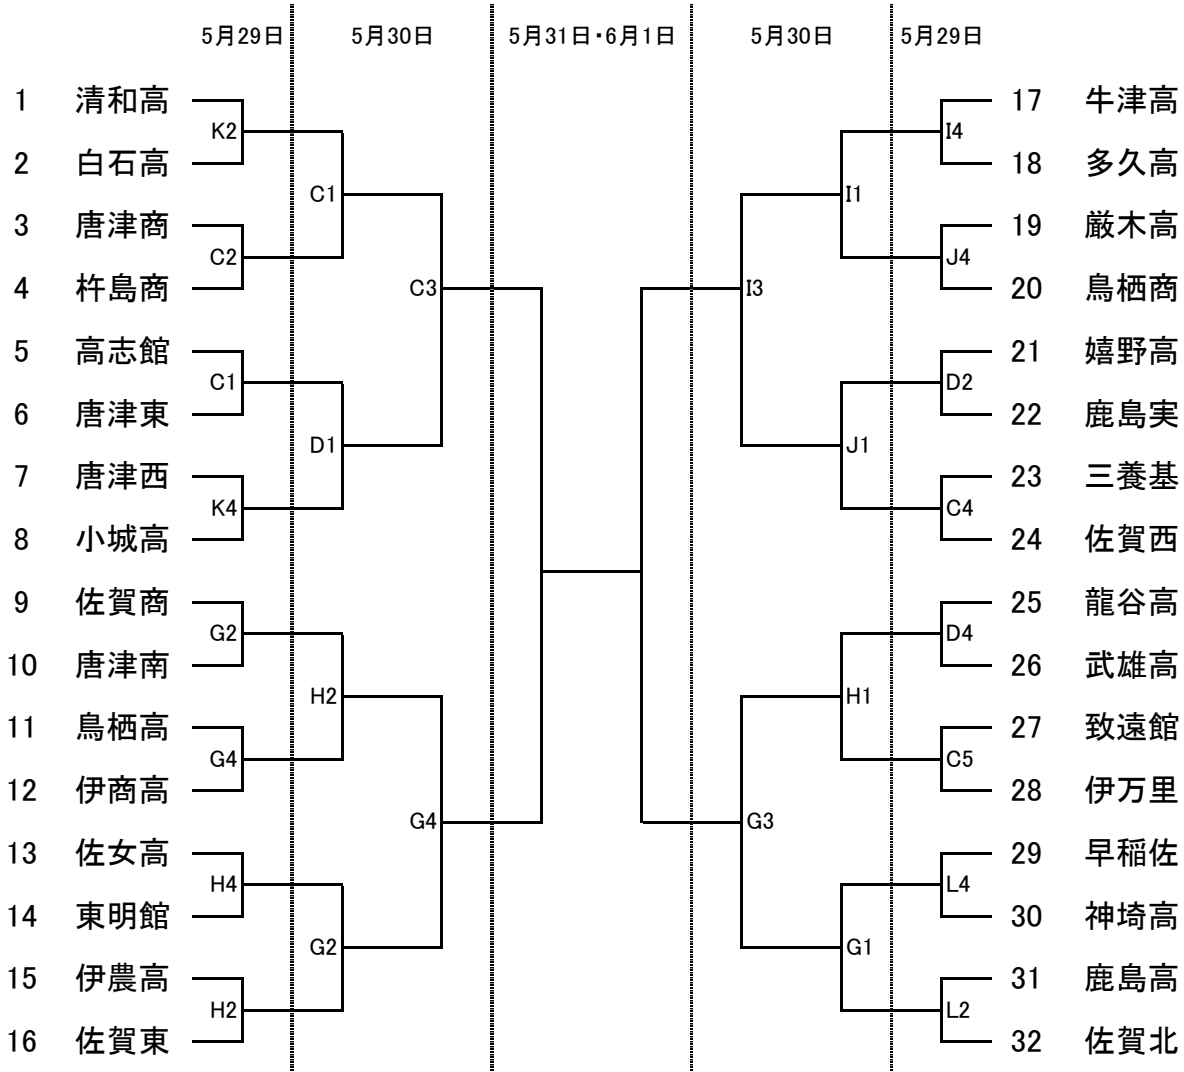 5月29日 5月30日 5月31日・6月1日 5月30日 5月29日
1 清和高 17 牛津高
K2 I4
2 白石高 18 多久高
C1 I1
3 唐津商 19 厳木高
C2 J4
4 杵島商 C3 I3 20 鳥栖商
5 高志館 21 嬉野高
C1 D2
6 唐津東 22 鹿島実
D1 J1
7 唐津西 23 三養基
K4 C4
8 小城高 24 佐賀西
9 佐賀商 25 龍谷高
G2 D4
10 唐津南 26 武雄高
H2 H1
11 鳥栖高 27 致遠館
G4 C5
12 伊商高 28 伊万里
G4 G3
13 佐女高 29 早稲佐
H4 L4
14 東明館 30 神埼高
G2 G1
15 伊農高 31 鹿島高
H2 L2
16 佐賀東 32 佐賀北